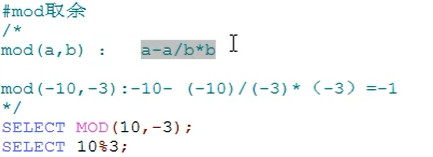 #mod取余
/*
mod(a,b) :   a-a/b*b

mod(-10,-3):-10- (-10)/(-3)*（-3）=-1
*/
SELECT MOD(10,-3);
SELECT 10%3;